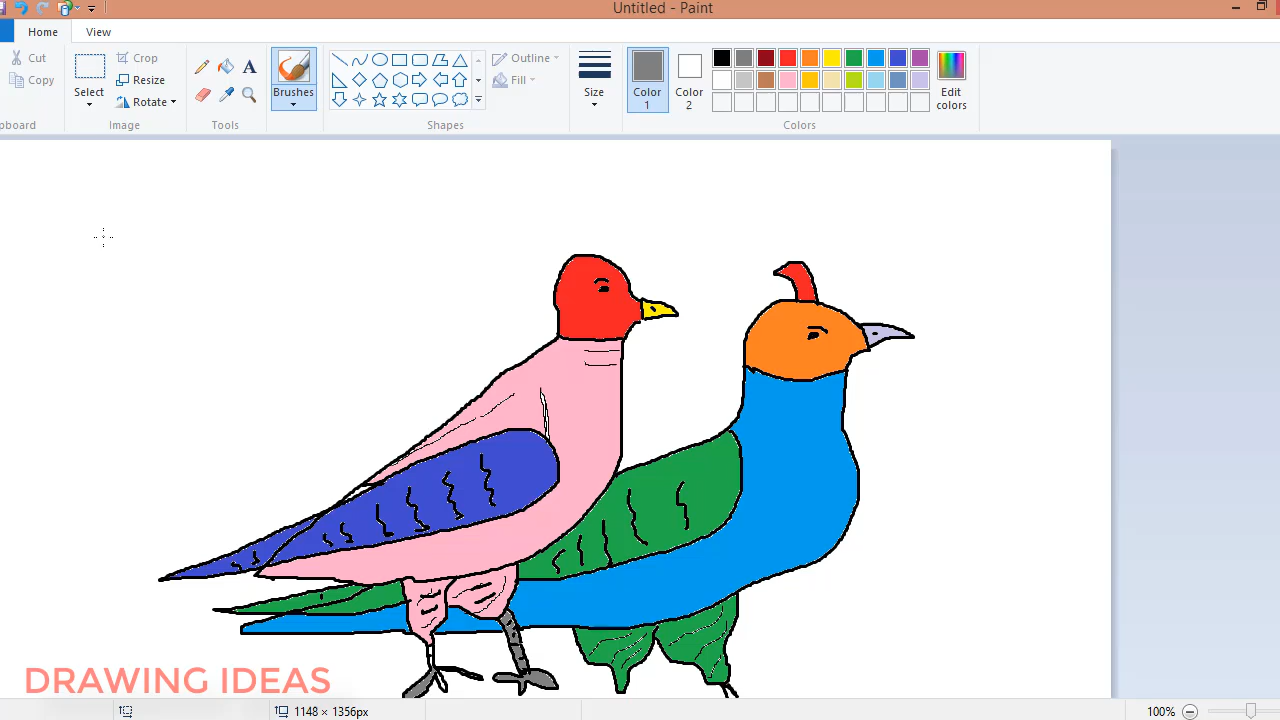 Untitled - Paint
Home View
Cut
Copy
pboard
Select
Crop
Resize
Rotate
Image
A
Tools
Brushes
Shapes
Outline
Fill
Size
Color
1
Color
2
Edit
colors
Colors
DRAWING IDEAS
1148 × 1356px
100%